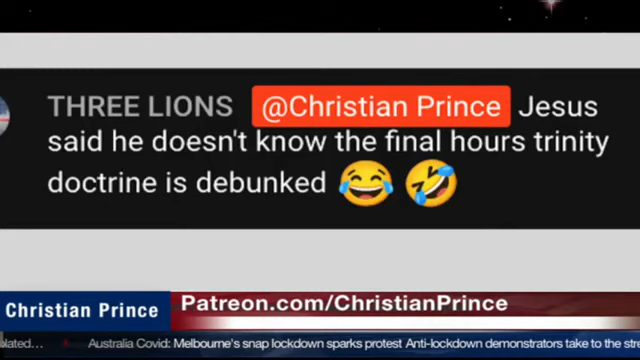 THREE LIONS @Christian Prince Jesus
said he doesn't know the final hours trinity
doctrine is debunked 😂 🤣
Christian Prince
Patreon.com/ChristianPrince
Australia Covid: Melbourne's snap lockdown sparks protest Anti-lockdown demonstrators take to the